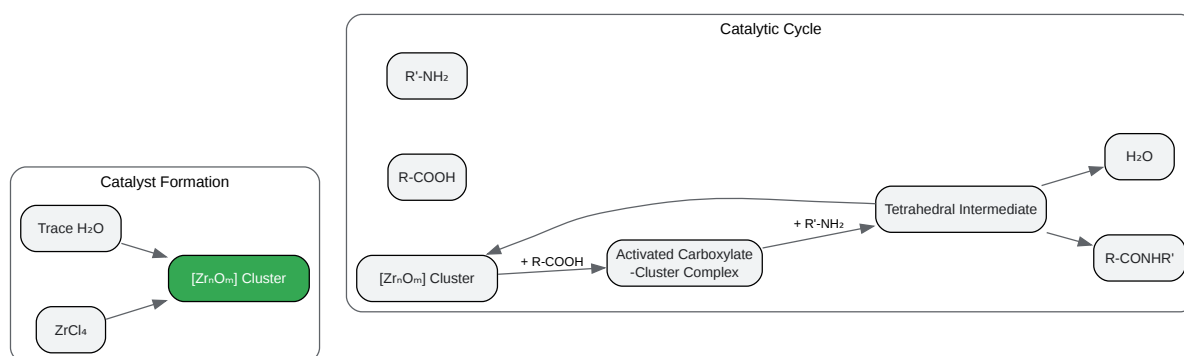 Catalyst Formation
Trace H₂O
ZrCl₄
[ZrₙOₘ] Cluster
Catalytic Cycle
R'-NH₂
R-COOH
[ZrₙOₘ] Cluster
+ R-COOH
Activated Carboxylate
-Cluster Complex
+ R'-NH₂
Tetrahedral Intermediate
H₂O
R-CONHR'